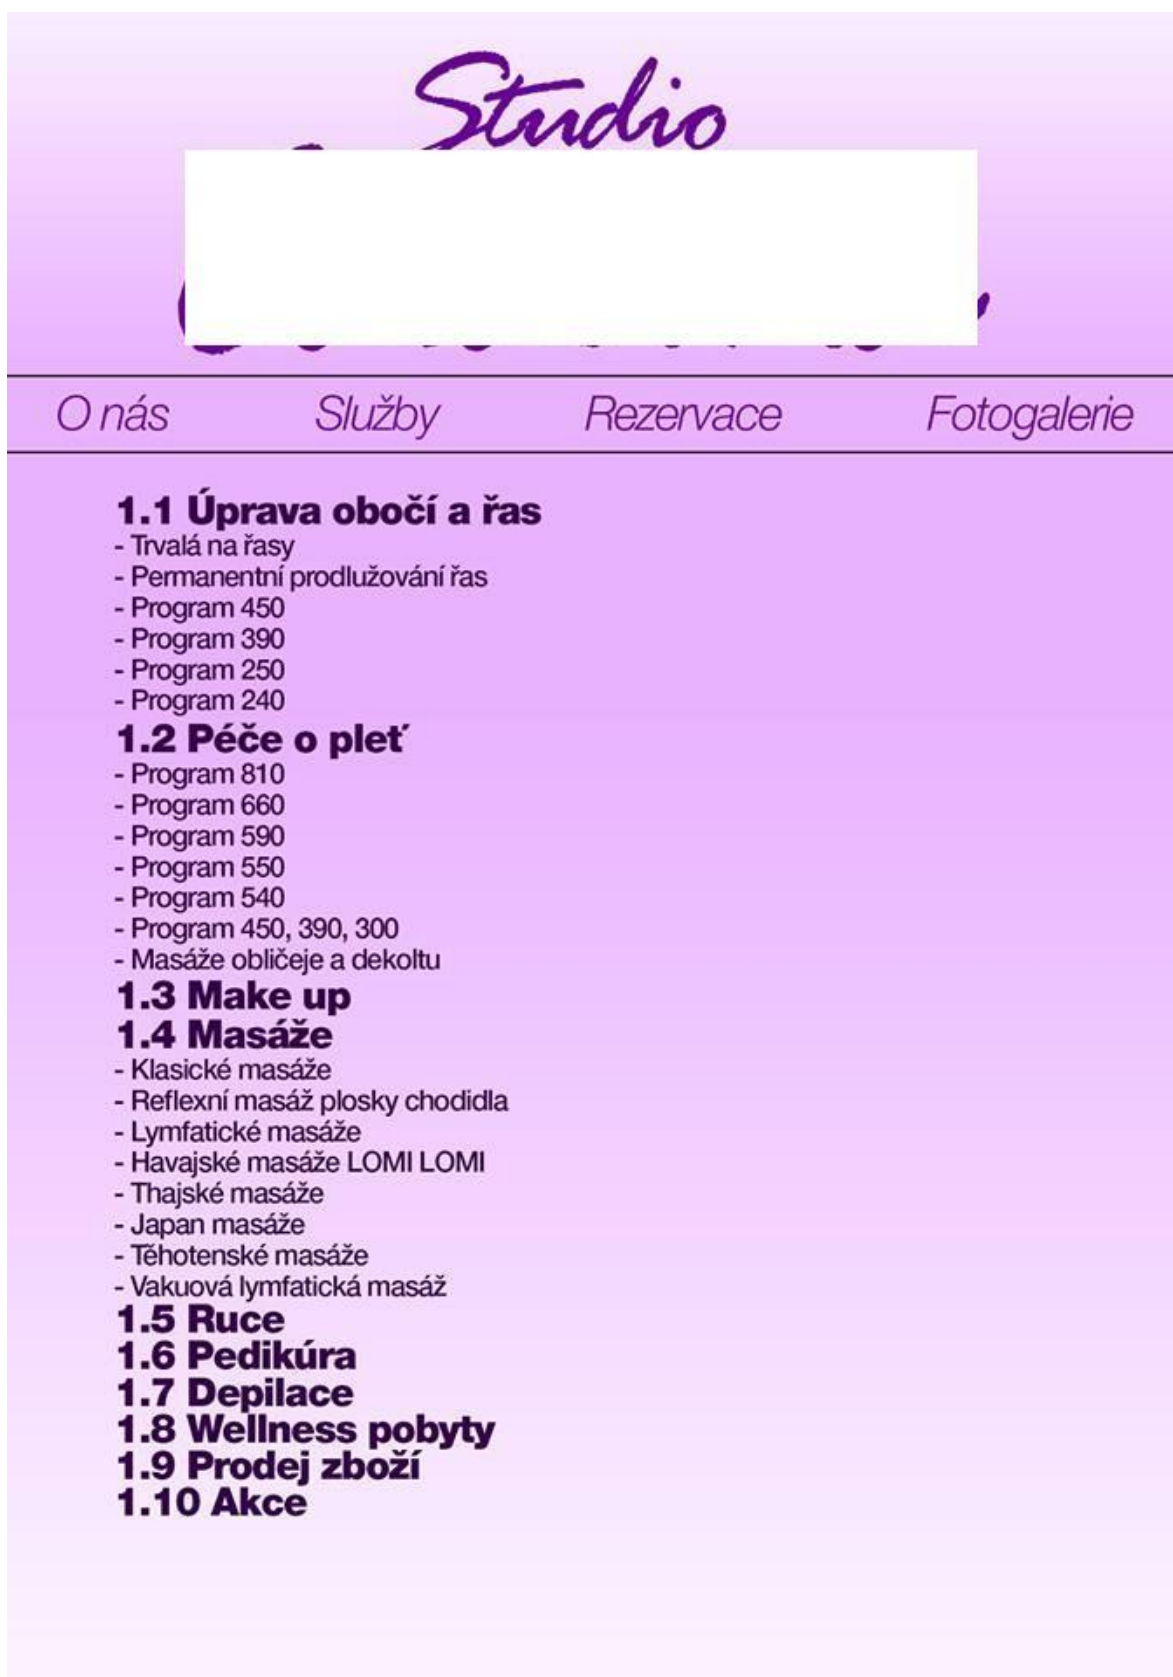 Studio
O nás Služby Rezervace Fotogalerie
1.1 Úprava obočí a řas
- Trvalá na řasy
- Permanentní prodlužování řas
- Program 450
- Program 390
- Program 250
- Program 240
1.2 Péče o pleť
- Program 810
- Program 660
- Program 590
- Program 550
- Program 540
- Program 450, 390, 300
- Masáže obličeje a dekoltu
1.3 Make up
1.4 Masáže
- Klasické masáže
- Reflexní masáž plosky chodidla
- Lymfatické masáže
- Havajské masáže LOMI LOMI
- Thajské masáže
- Japan masáže
- Těhotenské masáže
- Vakuová lymfatická masáž
1.5 Ruce
1.6 Pedikúra
1.7 Depilace
1.8 Wellness pobyty
1.9 Prodej zboží
1.10 Akce